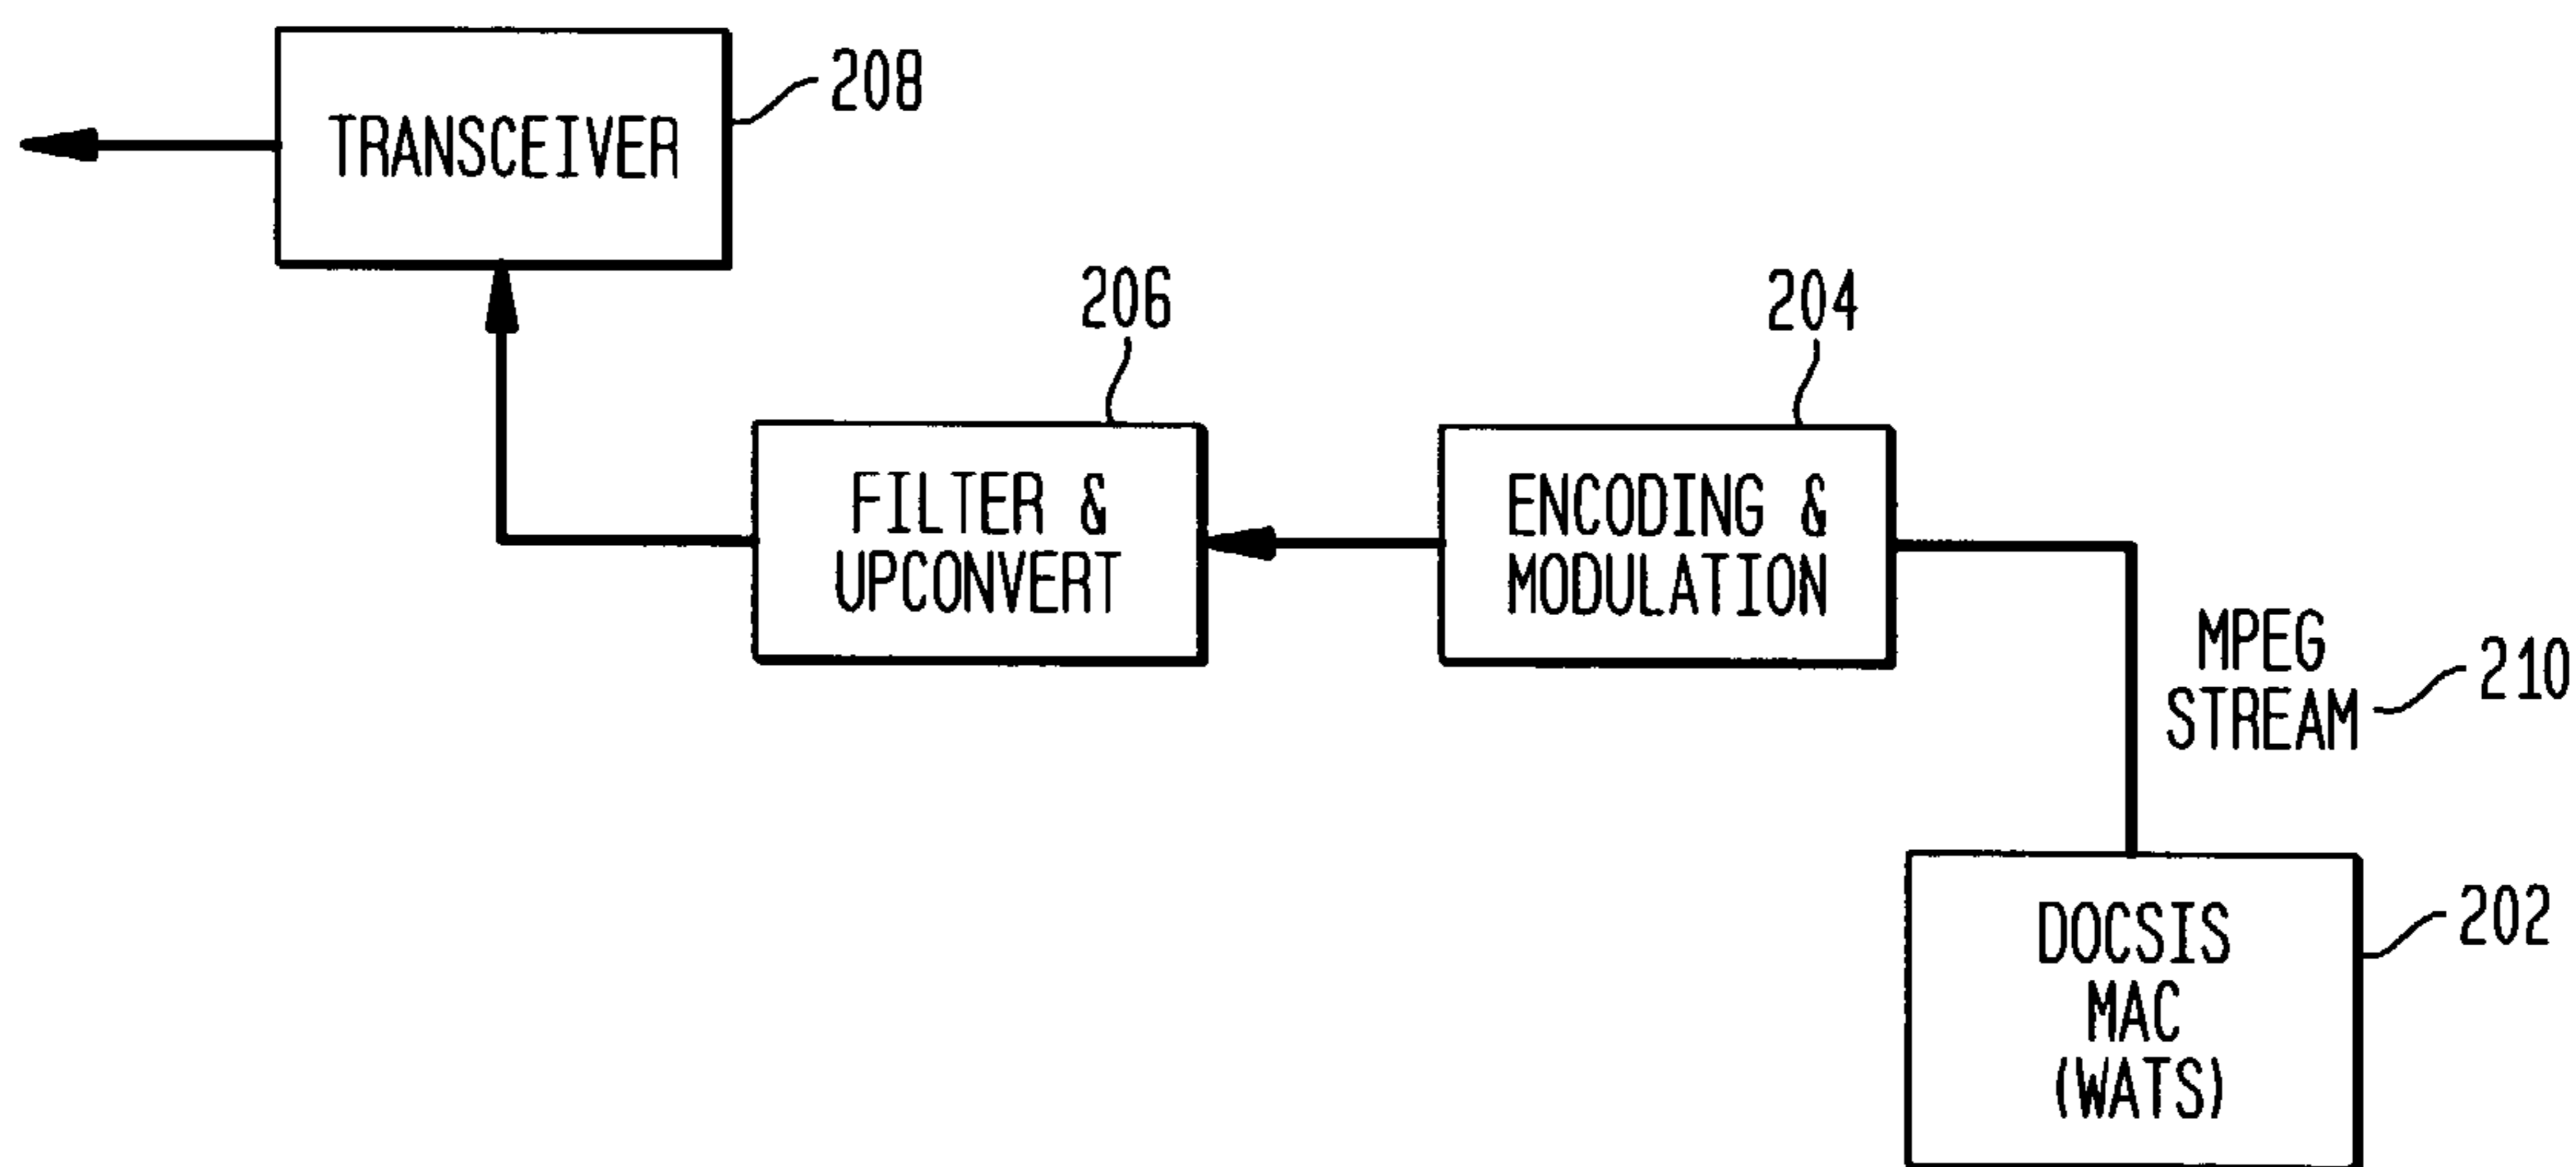 TRANSCEIVER
208
206
204
FILTER &
UPCONVERT
ENCODING &
MODULATION
MPEG
STREAM
210
DOCSIS
MAC
(WATS)
202